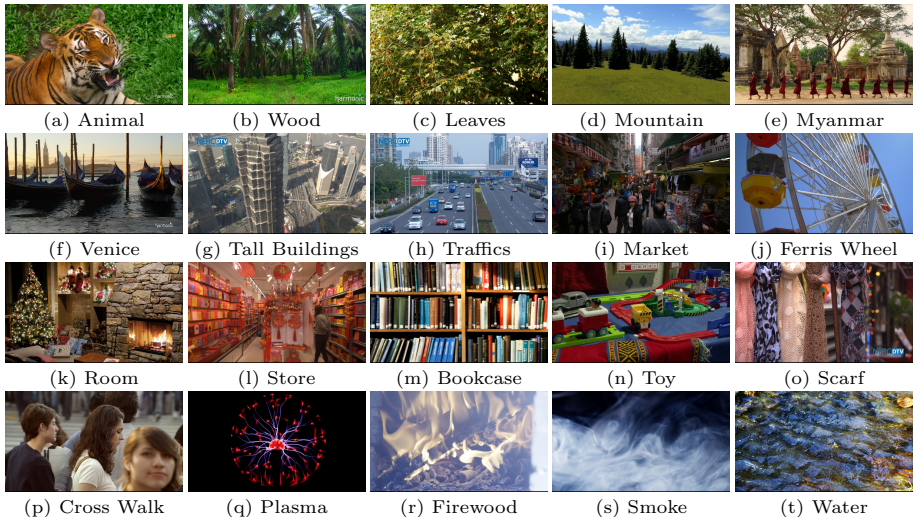 harmonic
(a) Animal (b) Wood (c) Leaves (d) Mountain (e) Myanmar
(f) Venice (g) Tall Buildings (h) Traffics (i) Market (j) Ferris Wheel
(k) Room (l) Store (m) Bookcase (n) Toy (o) Scarf
(p) Cross Walk (q) Plasma (r) Firewood (s) Smoke (t) Water